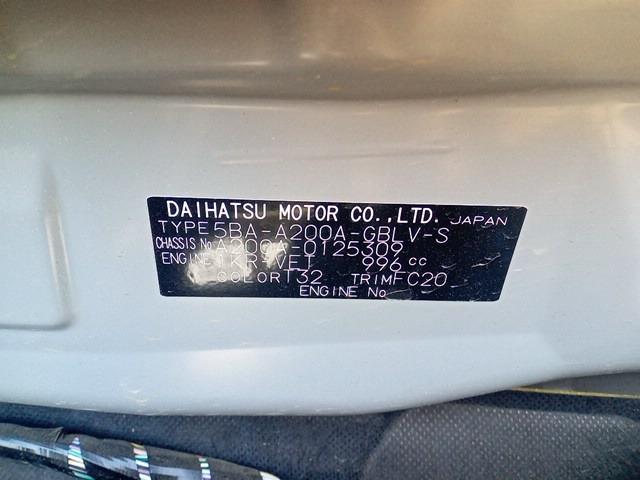 DAIHATSU MOTOR CO.,LTD. JAPAN
TYPE 5BA-A200A-GBLV-S
CHASSIS No A200A-0125309
ENGINE 1KR-VET 996 cc
COLOR T32 TRIM FC20
ENGINE No